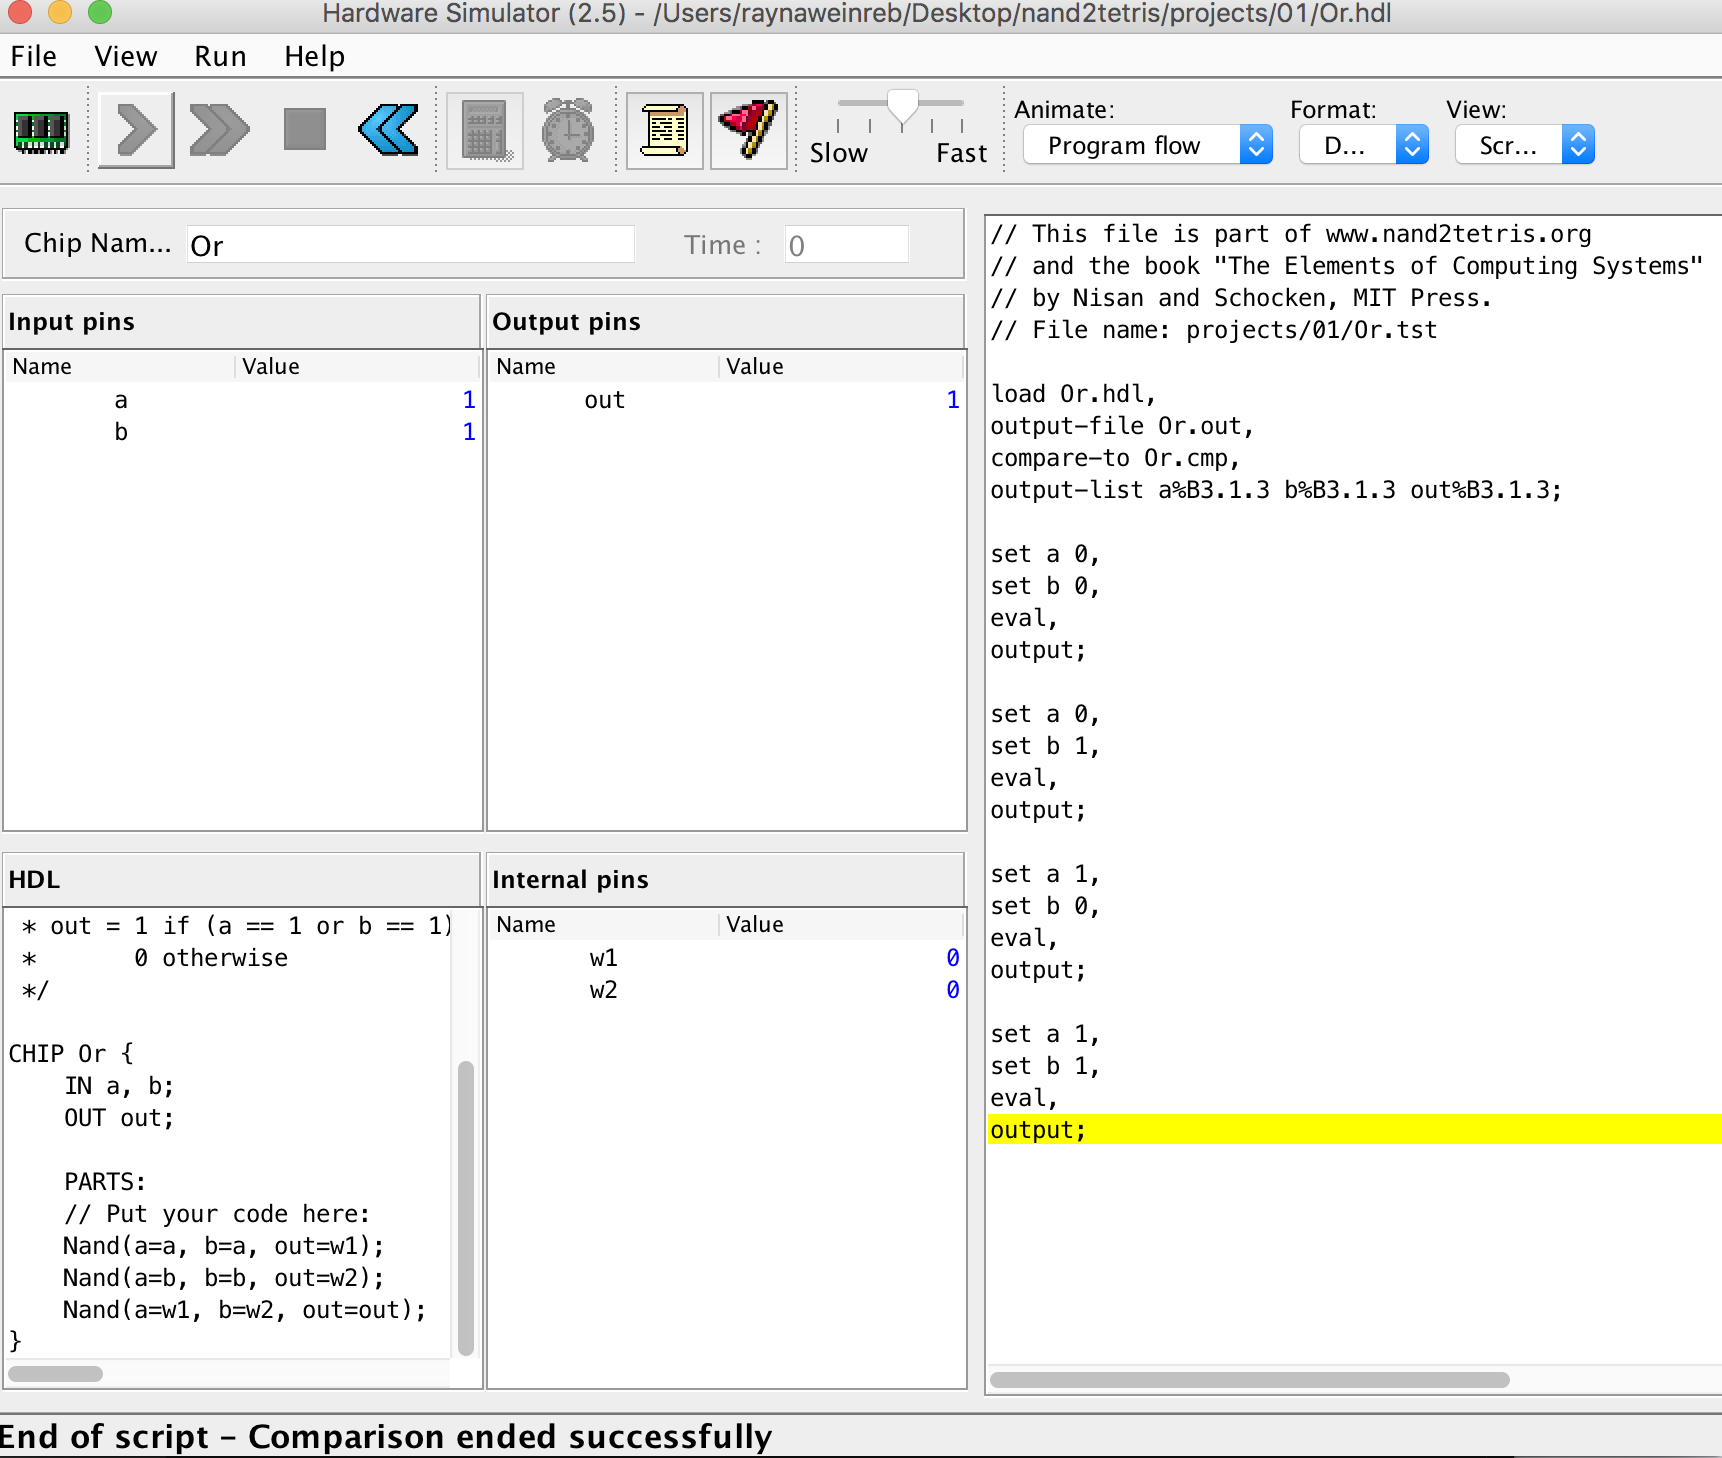 Hardware Simulator (2.5) - /Users/raynaweinreb/Desktop/nand2tetris/projects/01/Or.hdl
File View Run Help
Slow Fast
Animate: Format: View:
Program flow D... Scr...
Chip Nam... Or Time : 0
Input pins
Name Value
a 1
b 1
Output pins
Name Value
out 1
HDL
* out = 1 if (a == 1 or b == 1)
*       0 otherwise
*/
CHIP Or {
    IN a, b;
    OUT out;
    PARTS:
    // Put your code here:
    Nand(a=a, b=a, out=w1);
    Nand(a=b, b=b, out=w2);
    Nand(a=w1, b=w2, out=out);
}
Internal pins
Name Value
w1 0
w2 0
// This file is part of www.nand2tetris.org
// and the book "The Elements of Computing Systems"
// by Nisan and Schocken, MIT Press.
// File name: projects/01/Or.tst
load Or.hdl,
output-file Or.out,
compare-to Or.cmp,
output-list a%B3.1.3 b%B3.1.3 out%B3.1.3;
set a 0,
set b 0,
eval,
output;
set a 0,
set b 1,
eval,
output;
set a 1,
set b 0,
eval,
output;
set a 1,
set b 1,
eval,
output;
End of script - Comparison ended successfully